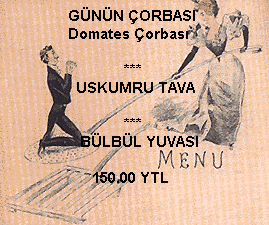 GÜNÜN ÇORBASI
Domates Çorbası
***
USKUMRU TAVA
***
BÜLBÜL YUVASI
MENU
150.00 YTL